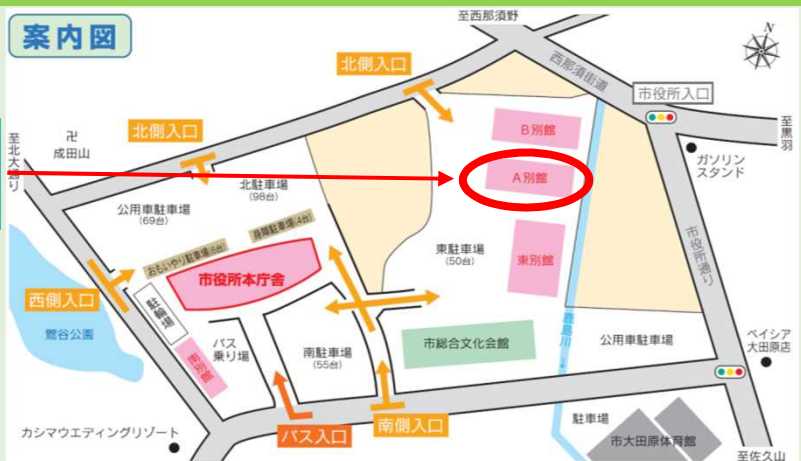 案内図
至西那須野
N
西那須街道
市役所入口
至黒羽
ガソリン
スタンド
市役所通り
北側入口
北側入口
卍
成田山
至北大通り
B別館
A別館
東別館
北駐車場
(98台)
公用車駐車場
(69台)
おもいやり駐車場(6台)
身障駐車場(4台)
市役所本庁舎
東駐車場
(50台)
西側入口
駐輪場
鶯谷公園
南別館
バス
乗り場
南駐車場
(55台)
市総合文化会館
鹿島川→
公用車駐車場
ベイシア
大田原店
カシマウエディングリゾート
バス入口
南側入口
駐車場
市大田原体育館
至佐久山